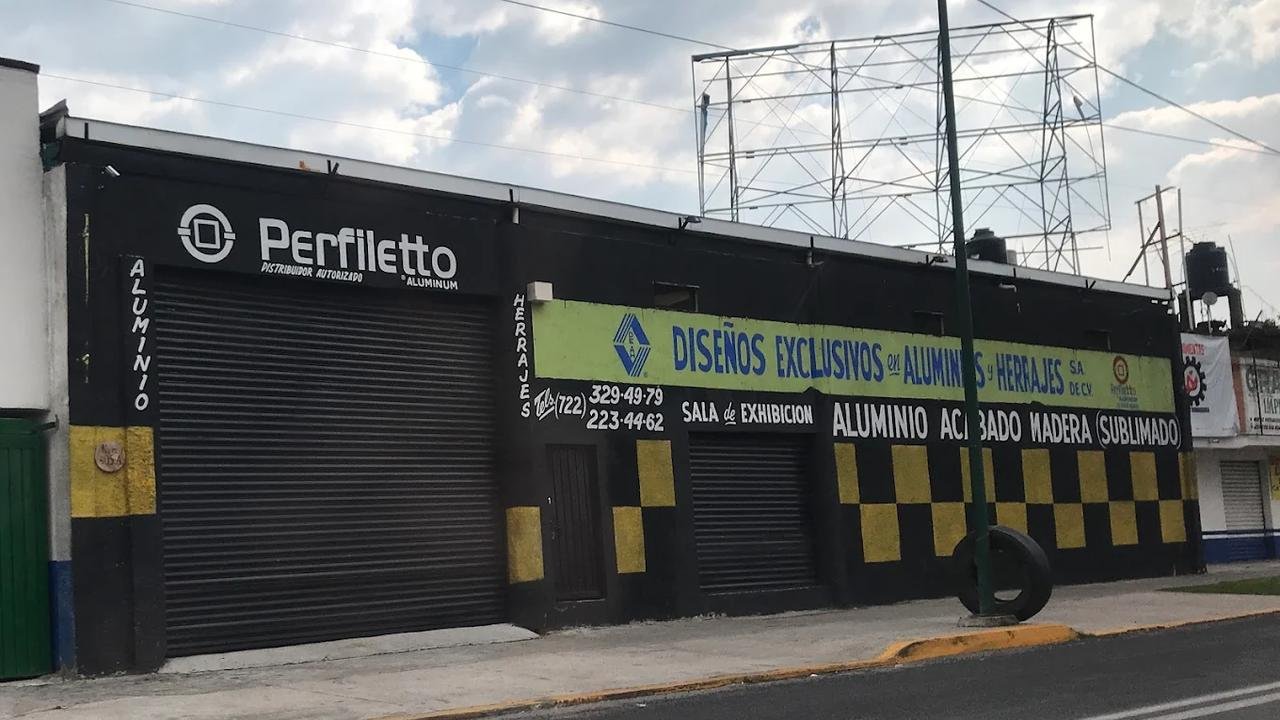 Perfiletto
DISTRIBUIDOR AUTORIZADO
ALUMINUM
ALUMINIO
HERRAJES
DISEÑOS EXCLUSIVOS en ALUMINIOS y HERRAJES S.A. DE C.V.
Perfiletto
Tels. (722) 329-49-79
223-44-62
SALA de EXHIBICION
ALUMINIO ACABADO MADERA (SUBLIMADO)